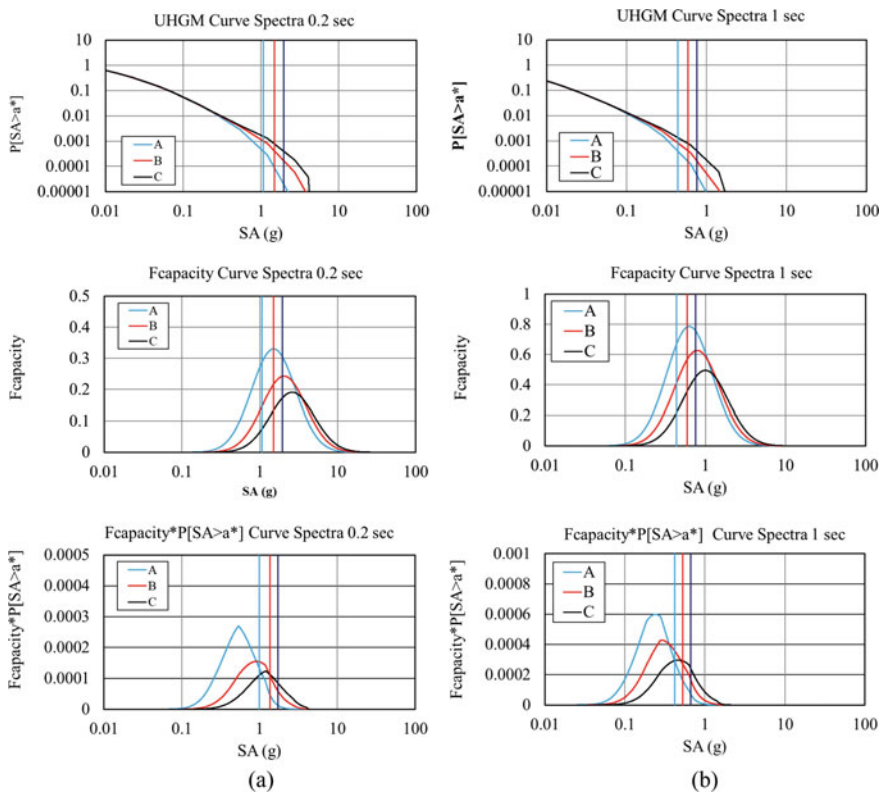 UHGM Curve Spectra 0.2 sec
P[SA>a*]
10
1
0.1
0.01
0.001
0.0001
0.00001
A
B
C
0.01 0.1 1 10 100
SA (g)
UHGM Curve Spectra 1 sec
P[SA>a*]
10
1
0.1
0.01
0.001
0.0001
0.00001
A
B
C
0.01 0.1 1 10 100
SA (g)
Fcapacity Curve Spectra 0.2 sec
Fcapacity
0.5
0.4
0.3
0.2
0.1
0
A
B
C
0.01 0.1 1 10 100
SA (g)
Fcapacity Curve Spectra 1 sec
Fcapacity
1
0.8
0.6
0.4
0.2
0
A
B
C
0.01 0.1 1 10 100
SA (g)
Fcapacity*P[SA>a*] Curve Spectra 0.2 sec
Fcapacity*P[SA>a*]
0.0005
0.0004
0.0003
0.0002
0.0001
0
A
B
C
0.01 0.1 1 10 100
SA (g)
(a)
Fcapacity*P[SA>a*] Curve Spectra 1 sec
Fcapacity*P[SA>a*]
0.001
0.0008
0.0006
0.0004
0.0002
0
A
B
C
0.01 0.1 1 10 100
SA (g)
(b)